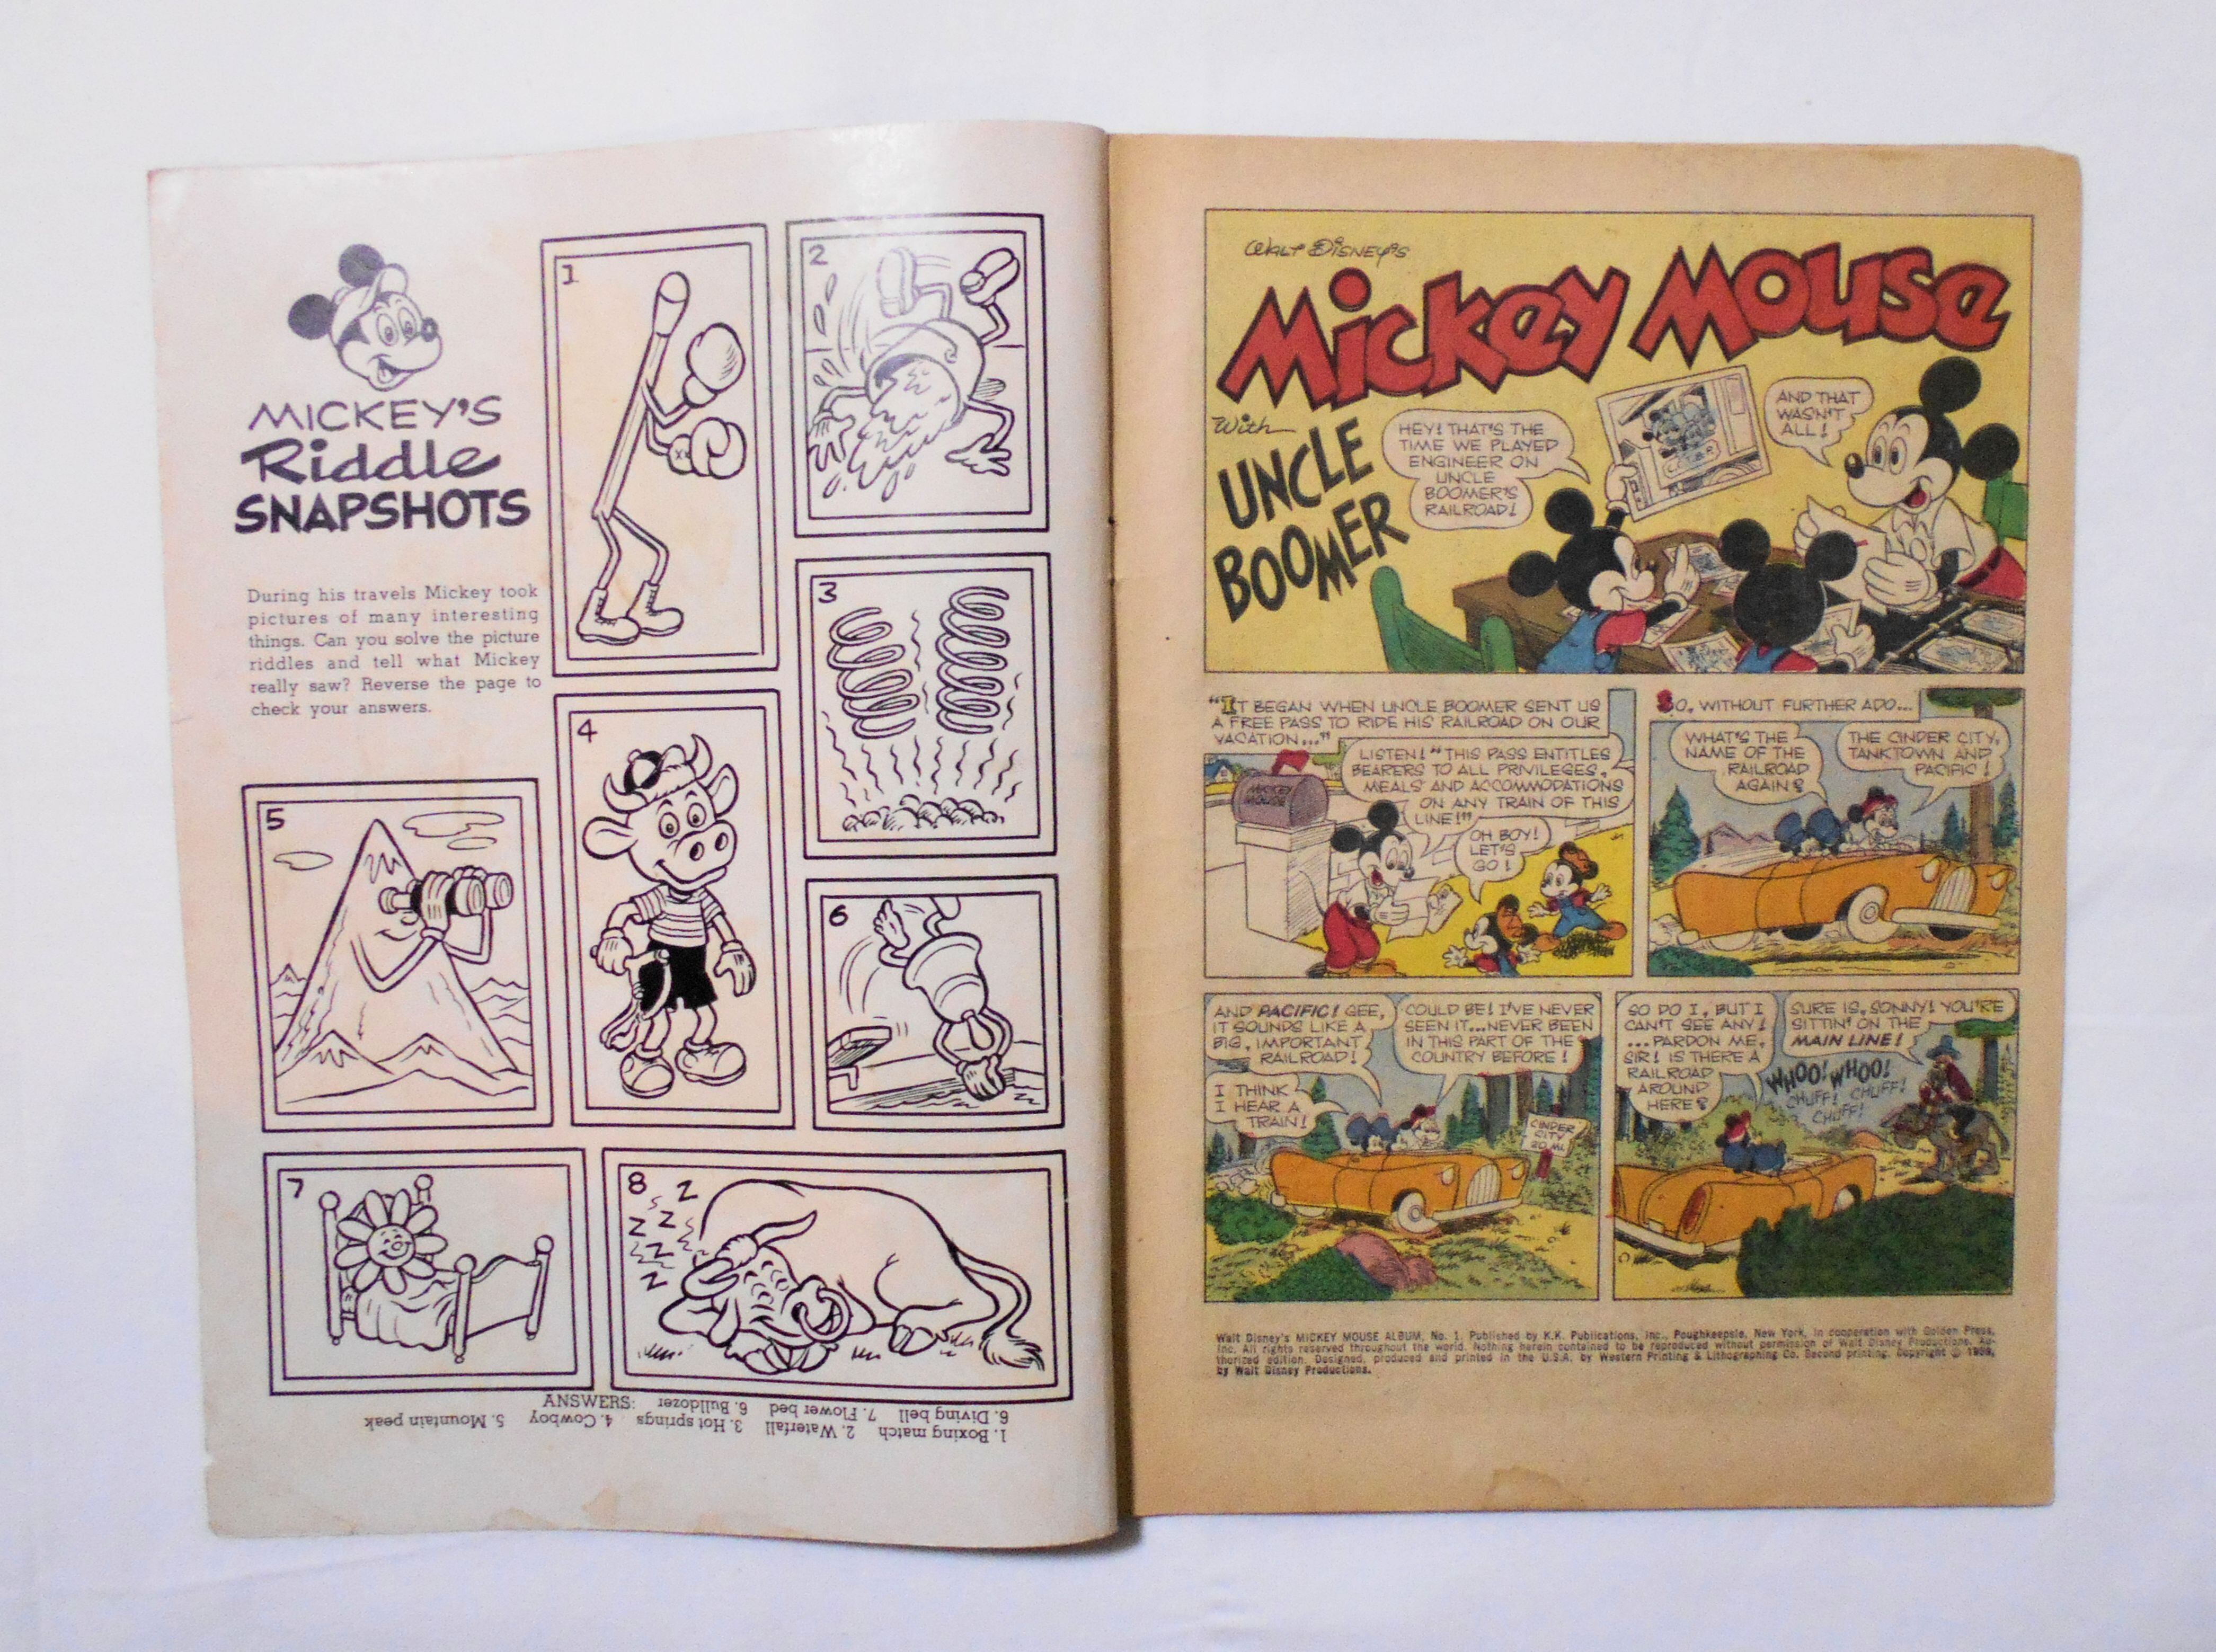 MICKEY'S
Riddle
SNAPSHOTS
During his travels Mickey took
pictures of many interesting
things. Can you solve the picture
riddles and tell what Mickey
really saw? Reverse the page to
check your answers.
1
2
3
4
5
6
7
8
Z
Z
Z Z
Z Z
Z
ANSWERS:
1. Boxing match 2. Waterfall 3. Hot springs 4. Cowboy 5. Mountain peak
6. Diving bell 7. Flower bed 6. Bulldozer
WALT DISNEY'S
Mickey Mouse
With
UNCLE
BOOMER
HEY! THAT'S THE
TIME WE PLAYED
ENGINEER ON
UNCLE
BOOMER'S
RAILROAD!
AND THAT
WASN'T
ALL!
"IT BEGAN WHEN UNCLE BOOMER SENT US
A FREE PASS TO RIDE HIS RAILROAD ON OUR
VACATION..."
LISTEN! "THIS PASS ENTITLES
BEARERS TO ALL PRIVILEGES,
MEALS AND ACCOMMODATIONS
ON ANY TRAIN OF THIS
LINE!"
MICKEY
MOUSE
OH BOY!
LET'S
GO!
SO, WITHOUT FURTHER ADO...
WHAT'S THE
NAME OF THE
RAILROAD
AGAIN?
THE CINDER CITY,
TANKTOWN AND
PACIFIC!
AND PACIFIC! GEE,
IT SOUNDS LIKE A
BIG, IMPORTANT
RAILROAD!
COULD BE! I'VE NEVER
SEEN IT...NEVER BEEN
IN THIS PART OF THE
COUNTRY BEFORE!
I THINK
I HEAR A
TRAIN!
CINDER
CITY
20 MI.
SO DO I, BUT I
CAN'T SEE ANY!
...PARDON ME,
SIR! IS THERE A
RAILROAD
AROUND
HERE?
SURE IS, SONNY! YOU'RE
SITTIN' ON THE
MAIN LINE!
WHOO! WHOO!
CHUFF! CHUFF!
CHUFF!
Walt Disney's MICKEY MOUSE ALBUM, No. 1. Published by K.K. Publications, Inc., Poughkeepsie, New York, in cooperation with Golden Press,
Inc. All rights reserved throughout the world. Nothing herein contained to be reproduced without permission of Walt Disney Productions. Au-
thorized edition. Designed, produced and printed in the U.S.A. by Western Printing & Lithographing Co. Second printing. Copyright ©
by Walt Disney Productions.